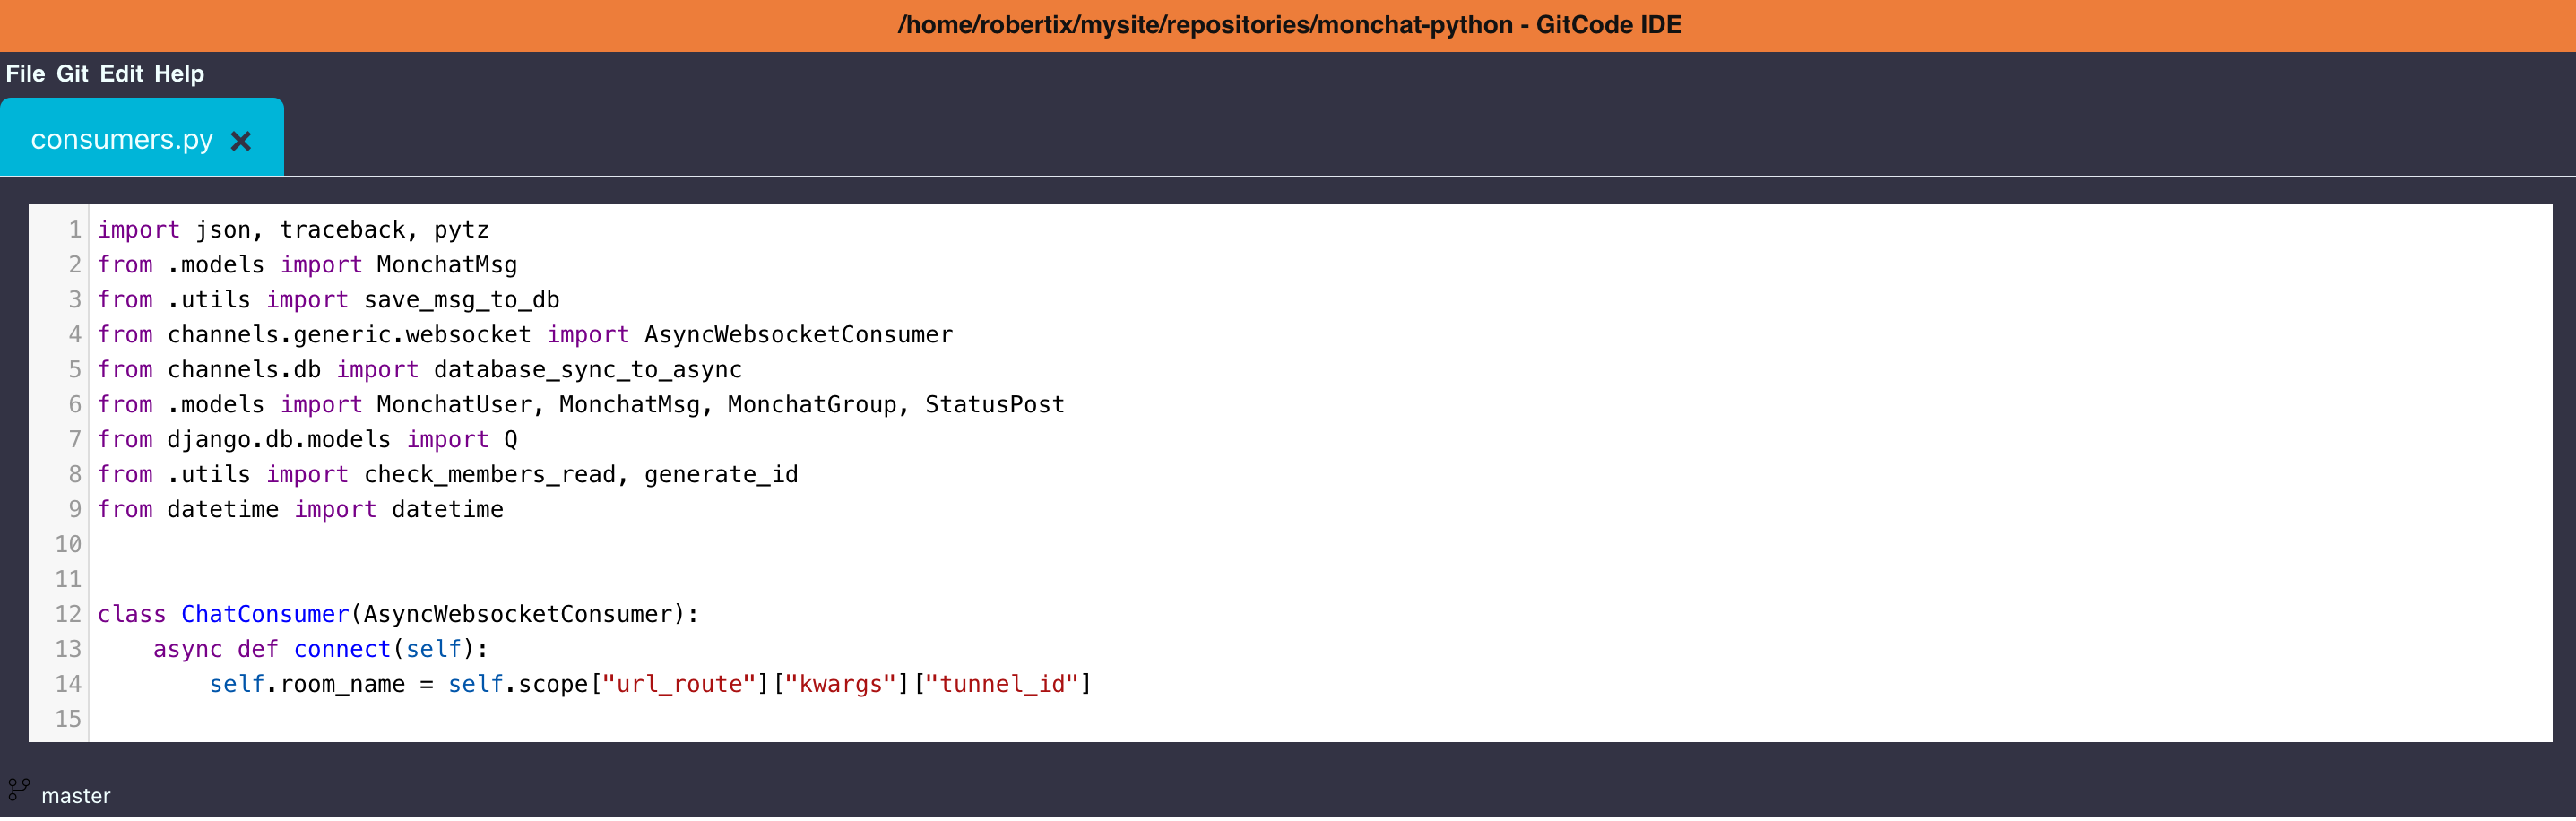 /home/robertix/mysite/repositories/monchat-python - GitCode IDE
File Git Edit Help
consumers.py ×
1 import json, traceback, pytz
2 from .models import MonchatMsg
3 from .utils import save_msg_to_db
4 from channels.generic.websocket import AsyncWebsocketConsumer
5 from channels.db import database_sync_to_async
6 from .models import MonchatUser, MonchatMsg, MonchatGroup, StatusPost
7 from django.db.models import Q
8 from .utils import check_members_read, generate_id
9 from datetime import datetime
10
11
12 class ChatConsumer(AsyncWebsocketConsumer):
13     async def connect(self):
14         self.room_name = self.scope["url_route"]["kwargs"]["tunnel_id"]
15
master